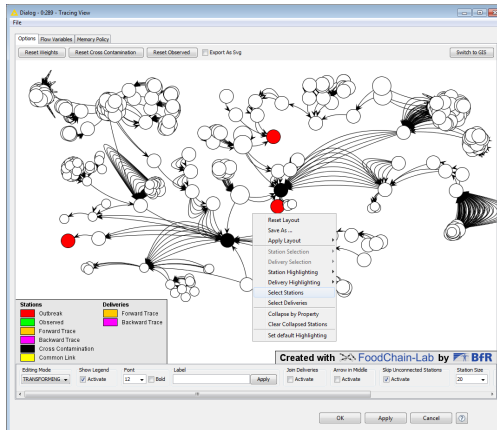 Dialog - 0:289 - Tracing View
File
Options Flow Variables Memory Policy
Reset Weights Reset Cross Contamination Reset Observed Export As Svg Switch to GIS
Reset Layout
Save As ...
Apply Layout
Station Selection
Delivery Selection
Station Highlighting
Delivery Highlighting
Select Stations
Select Deliveries
Collapse by Property
Clear Collapsed Stations
Set default Highlighting
Stations Deliveries
Outbreak Forward Trace
Observed Backward Trace
Forward Trace
Backward Trace
Cross Contamination
Common Link
Created with FoodChain-Lab by BfR
Editing Mode Show Legend Font Label Join Deliveries Arrow in Middle Skip Unconnected Stations Station Size
TRANSFORMING Activate 12 Bold Apply Activate Activate Activate 20
OK Apply Cancel ?